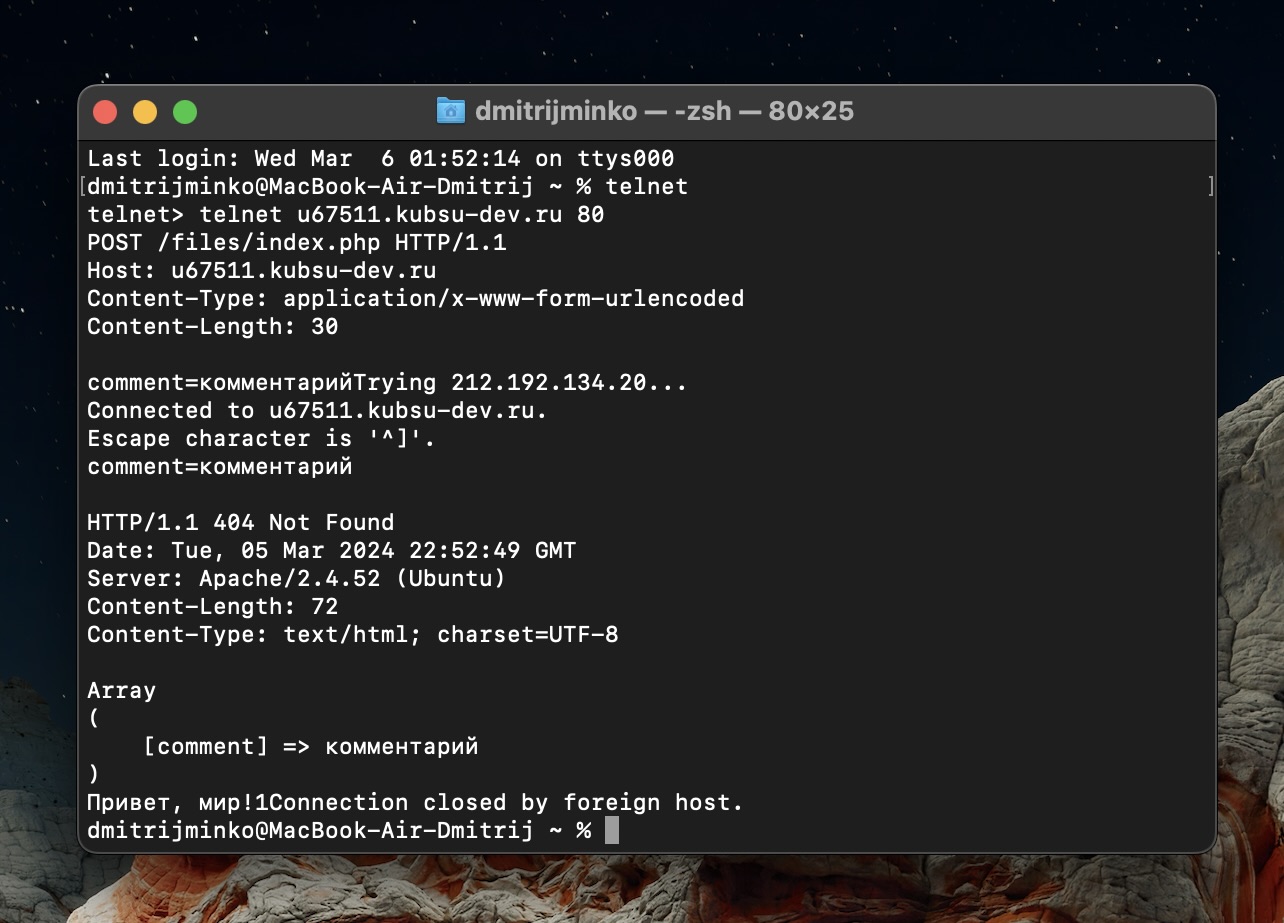 dmitrijminko — -zsh — 80×25
Last login: Wed Mar  6 01:52:14 on ttys000
[dmitrijminko@MacBook-Air-Dmitrij ~ % telnet ]
telnet> telnet u67511.kubsu-dev.ru 80
POST /files/index.php HTTP/1.1
Host: u67511.kubsu-dev.ru
Content-Type: application/x-www-form-urlencoded
Content-Length: 30

comment=комментарийTrying 212.192.134.20...
Connected to u67511.kubsu-dev.ru.
Escape character is '^]'.
comment=комментарий

HTTP/1.1 404 Not Found
Date: Tue, 05 Mar 2024 22:52:49 GMT
Server: Apache/2.4.52 (Ubuntu)
Content-Length: 72
Content-Type: text/html; charset=UTF-8

Array
(
    [comment] => комментарий
)
Привет, мир!1Connection closed by foreign host.
dmitrijminko@MacBook-Air-Dmitrij ~ %